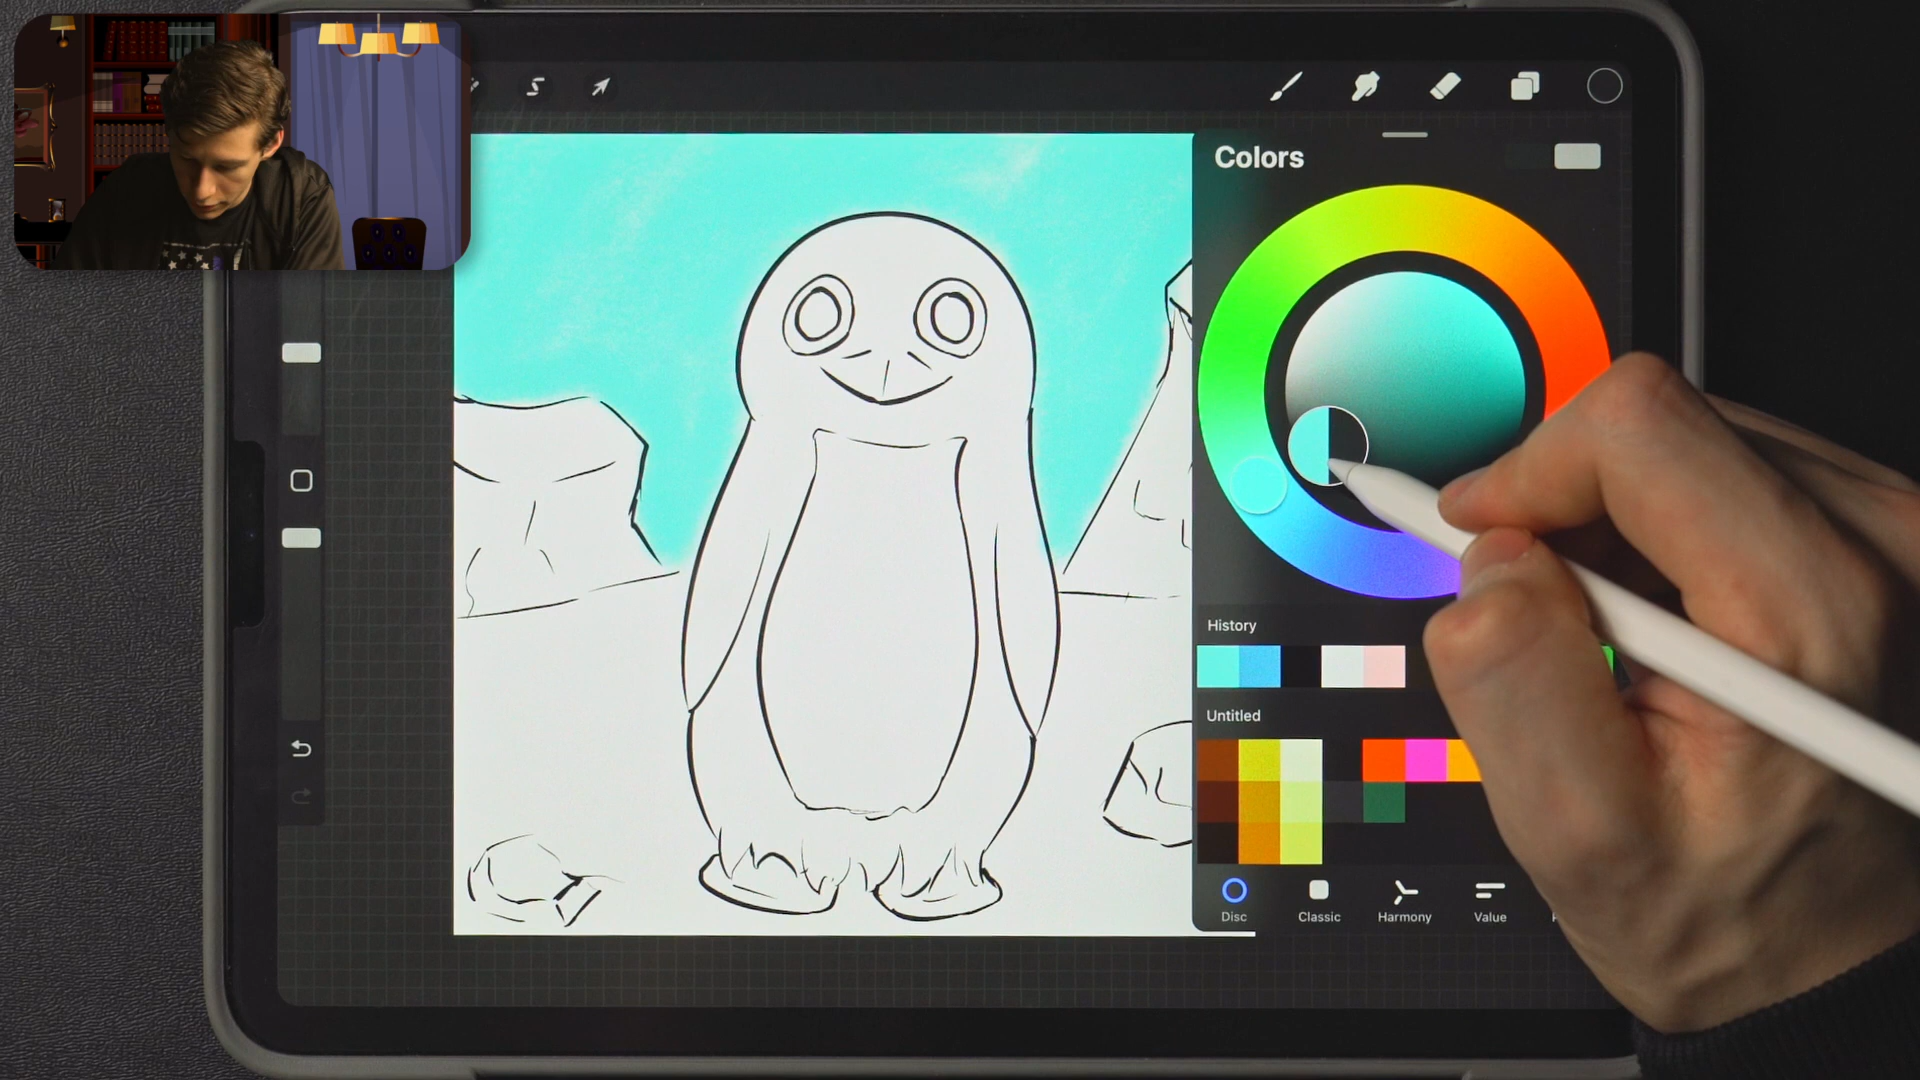 Colors
History
Untitled
Disc
Classic
Harmony
Value